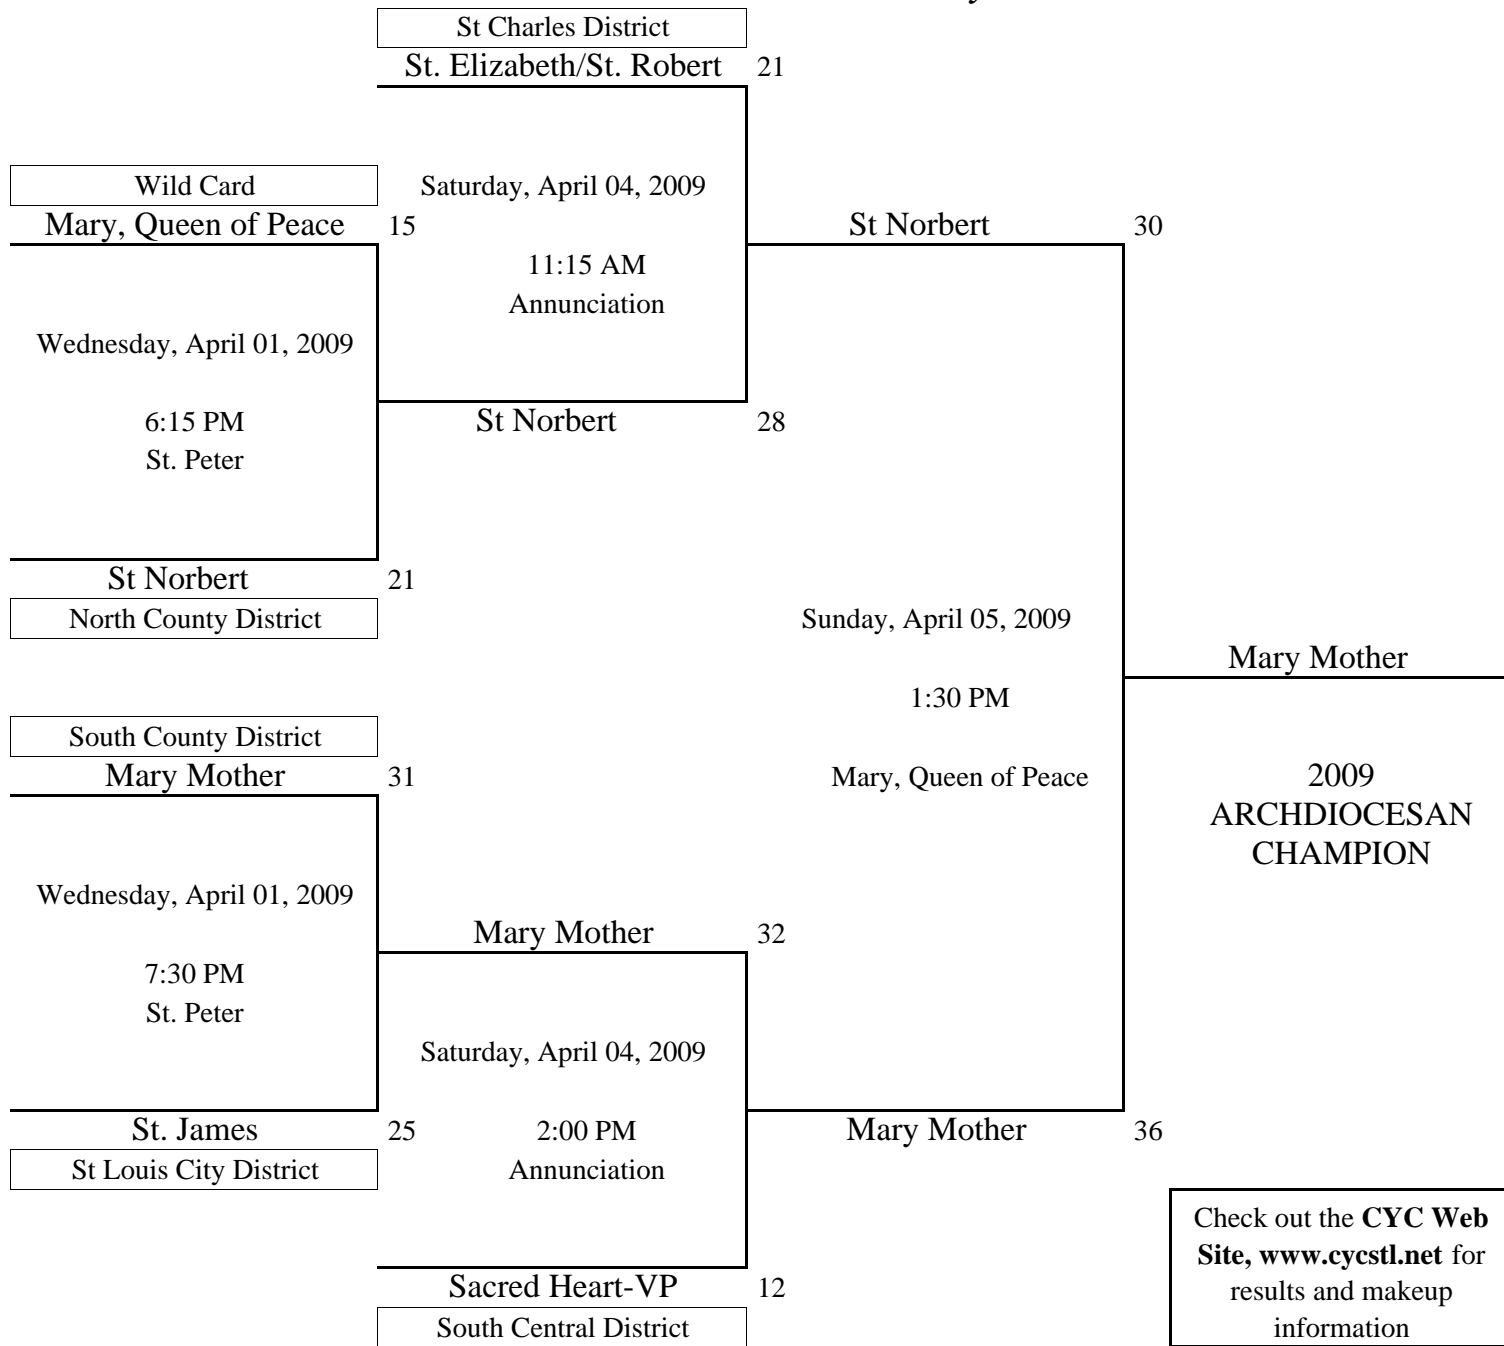 St Charles District
St. Elizabeth/St. Robert 21
Wild Card
Saturday, April 04, 2009
Mary, Queen of Peace 15
St Norbert 30
11:15 AM
Annunciation
Wednesday, April 01, 2009
6:15 PM
St. Peter
St Norbert 28
St Norbert 21
North County District
Sunday, April 05, 2009
Mary Mother
1:30 PM
South County District
Mary Mother 31
Mary, Queen of Peace
2009
ARCHDIOCESAN
CHAMPION
Wednesday, April 01, 2009
Mary Mother 32
7:30 PM
St. Peter
Saturday, April 04, 2009
St. James 25
2:00 PM
Mary Mother 36
St Louis City District
Annunciation
Check out the CYC Web
Site, www.cycstl.net for
results and makeup
information
Sacred Heart-VP 12
South Central District